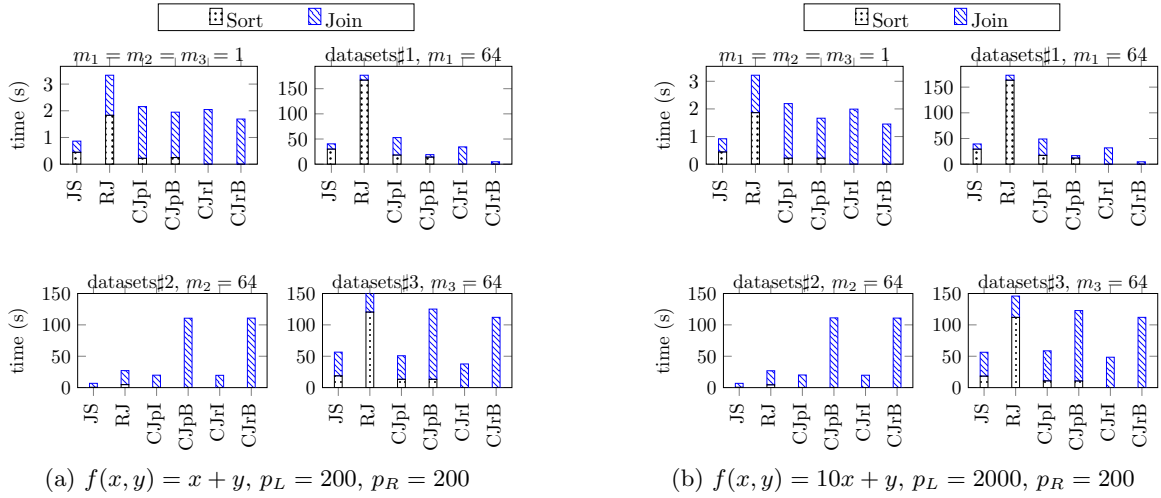 Sort Join
m₁ = m₂ = m₃ = 1
time (s)
3
2
1
0
JS RJ CJpI CJpB CJrI CJrB
datasets♯1, m₁ = 64
150
100
50
0
JS RJ CJpI CJpB CJrI CJrB
datasets♯2, m₂ = 64
time (s)
150
100
50
0
JS RJ CJpI CJpB CJrI CJrB
datasets♯3, m₃ = 64
150
100
50
0
JS RJ CJpI CJpB CJrI CJrB
(a) f(x, y) = x + y, p_L = 200, p_R = 200
Sort Join
m₁ = m₂ = m₃ = 1
time (s)
3
2
1
0
JS RJ CJpI CJpB CJrI CJrB
datasets♯1, m₁ = 64
150
100
50
0
JS RJ CJpI CJpB CJrI CJrB
datasets♯2, m₂ = 64
time (s)
150
100
50
0
JS RJ CJpI CJpB CJrI CJrB
datasets♯3, m₃ = 64
150
100
50
0
JS RJ CJpI CJpB CJrI CJrB
(b) f(x, y) = 10x + y, p_L = 2000, p_R = 200